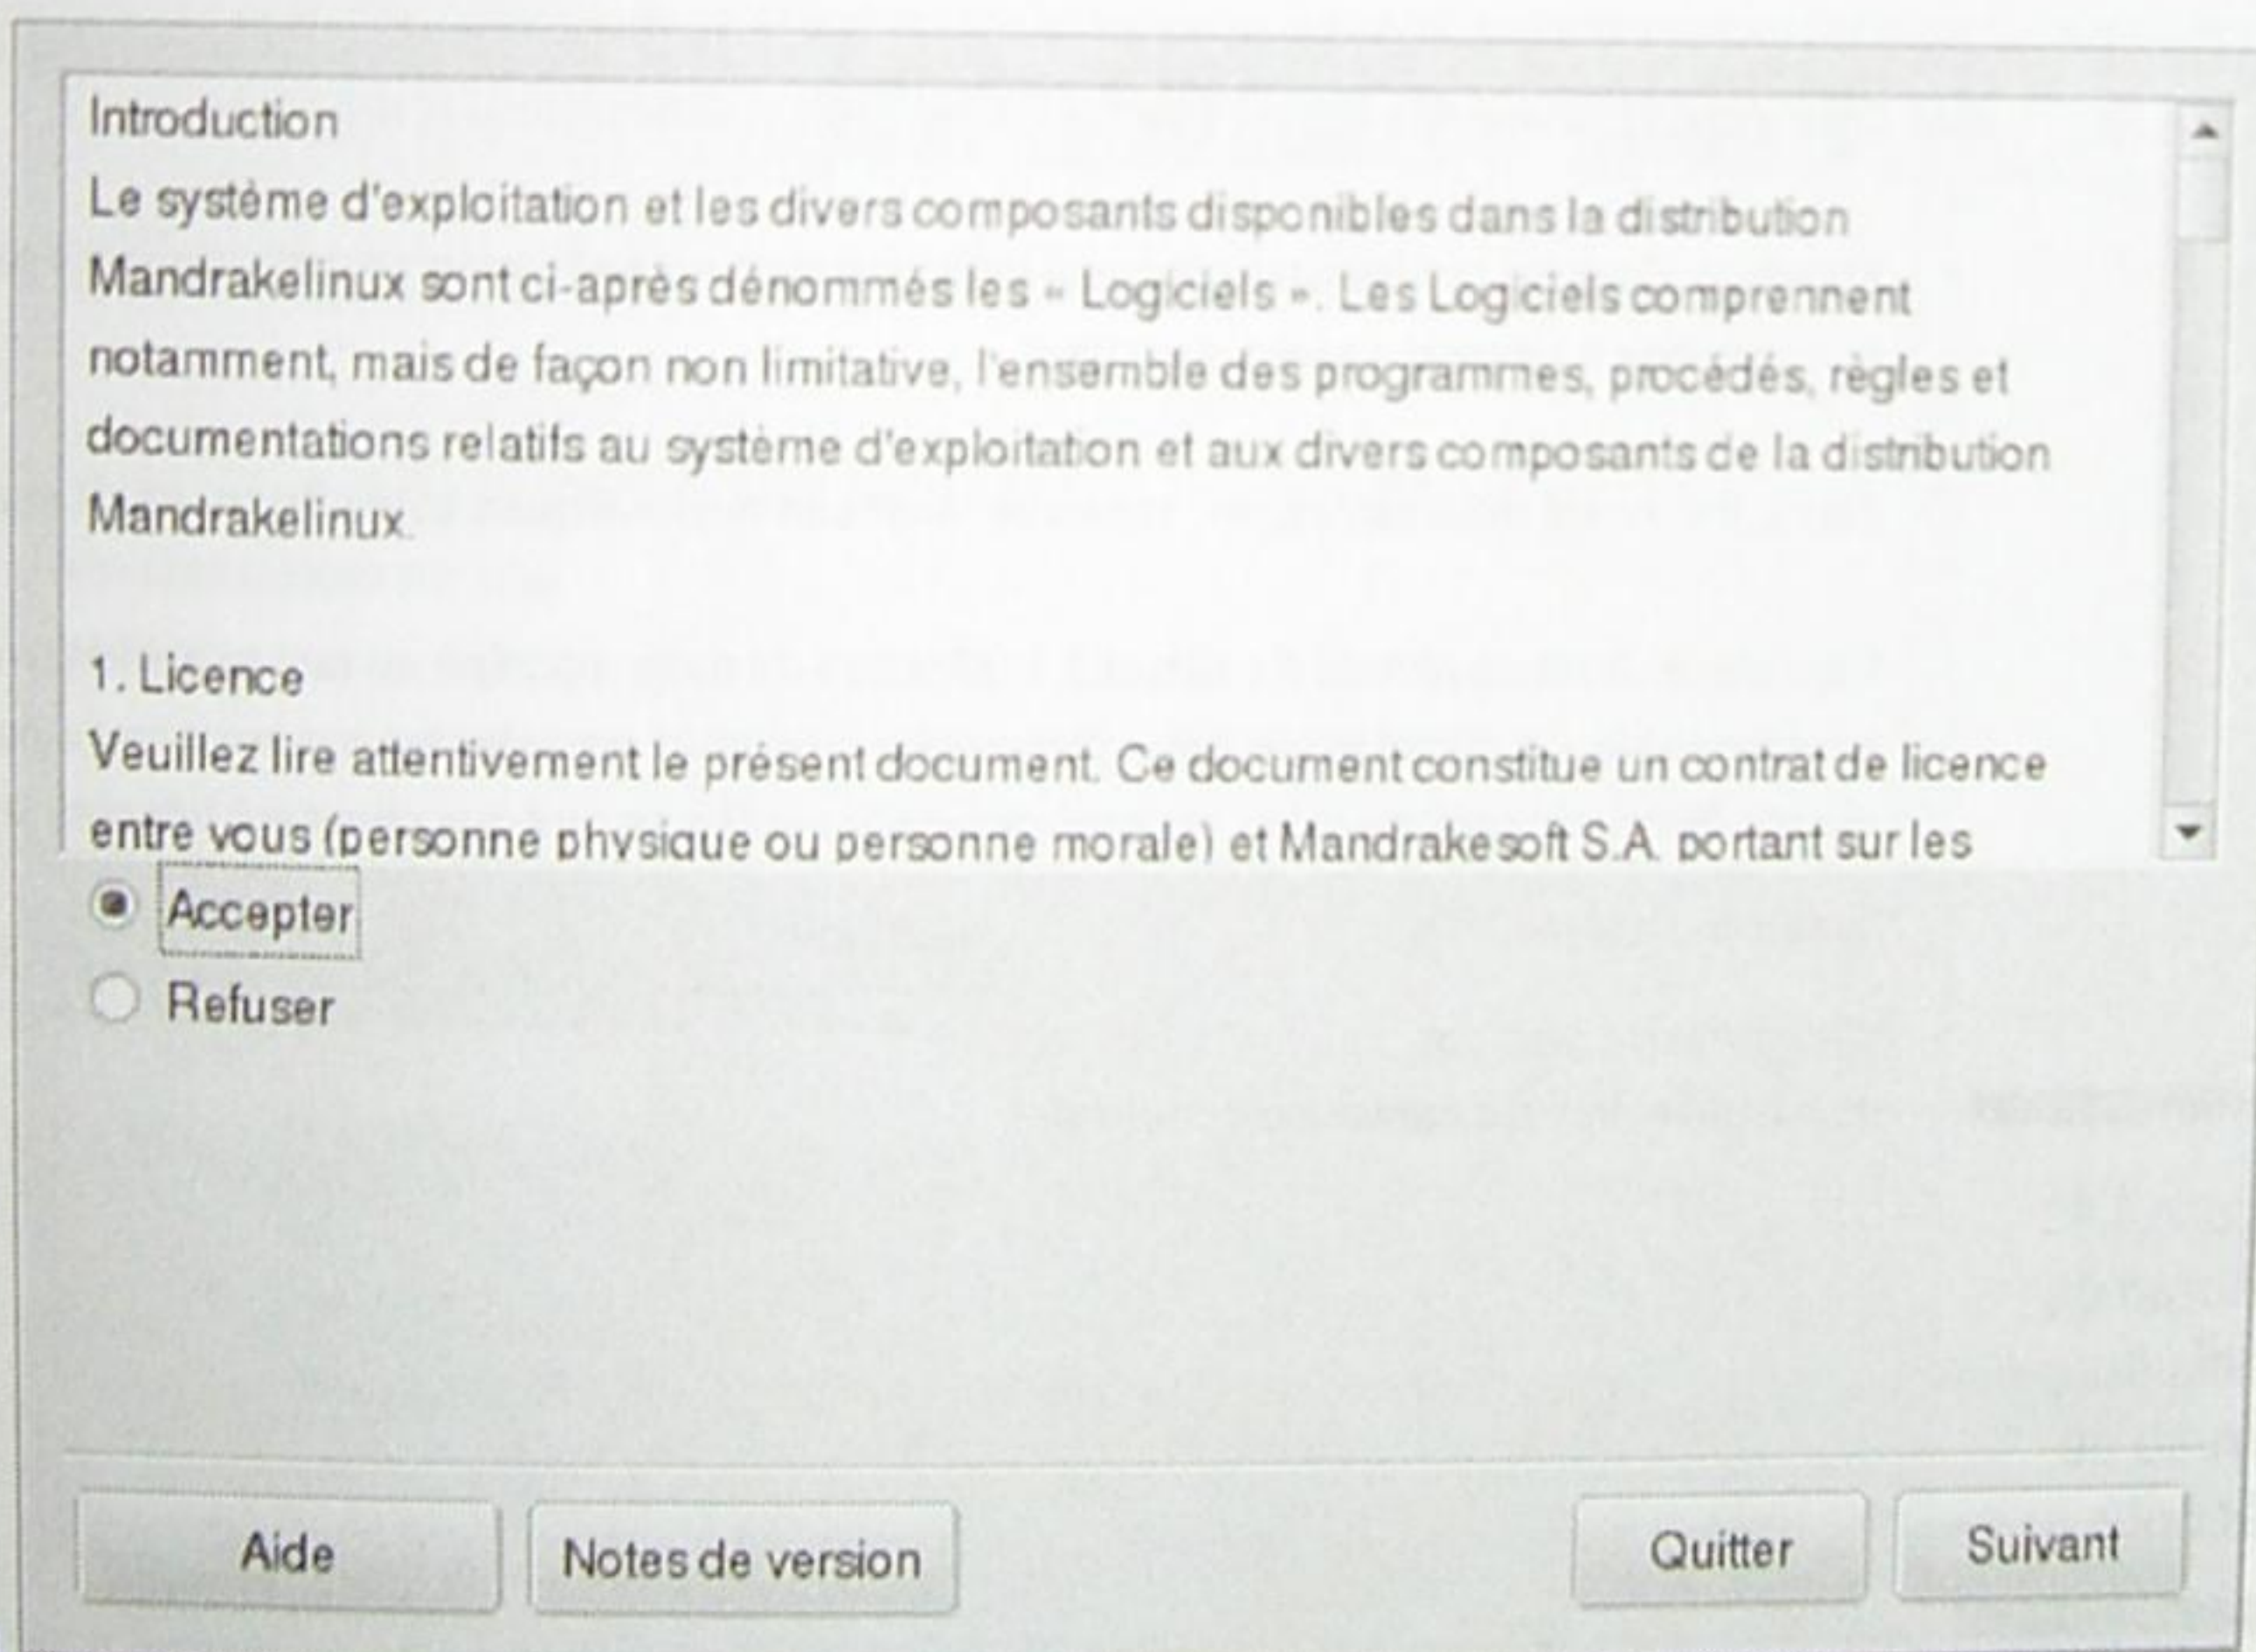 Introduction
Le système d'exploitation et les divers composants disponibles dans la distribution
Mandrakelinux sont ci-après dénommés les « Logiciels ». Les Logiciels comprennent
notamment, mais de façon non limitative, l'ensemble des programmes, procédés, règles et
documentations relatifs au système d'exploitation et aux divers composants de la distribution
Mandrakelinux.
1. Licence
Veuillez lire attentivement le présent document. Ce document constitue un contrat de licence
entre vous (personne physique ou personne morale) et Mandrakesoft S.A. portant sur les
Accepter
Refuser
Aide
Notes de version
Quitter
Suivant